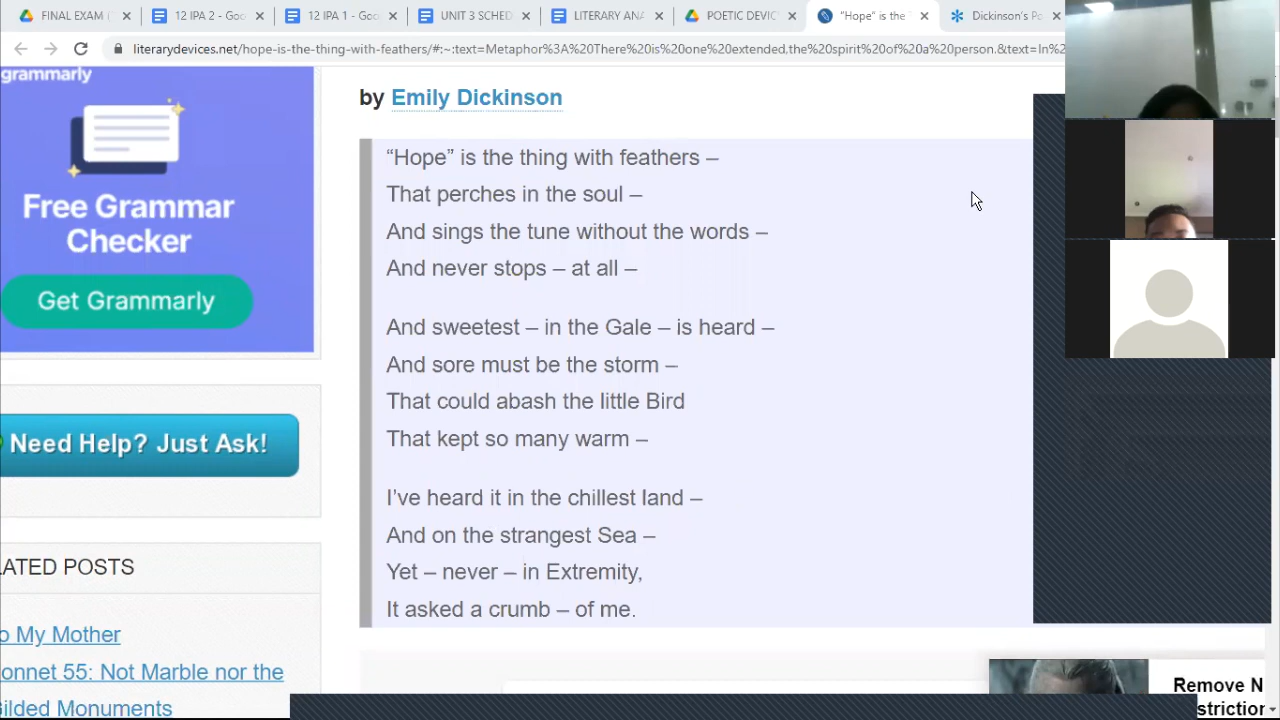 FINAL EXAM (
12 IPA 2 - Goo
12 IPA 1 - Goo
UNIT 3 SCHED
LITERARY ANA
POETIC DEVIC
“Hope” is the
Dickinson's Po
literarydevices.net/hope-is-the-thing-with-feathers/#:~:text=Metaphor%3A%20There%20is%20one%20extended,the%20spirit%20of%20a%20person.&text=In%
grammarly
Free Grammar
Checker
Get Grammarly
Need Help? Just Ask!
LATED POSTS
o My Mother
onnet 55: Not Marble nor the
ilded Monuments
by Emily Dickinson
“Hope” is the thing with feathers –
That perches in the soul –
And sings the tune without the words –
And never stops – at all –
And sweetest – in the Gale – is heard –
And sore must be the storm –
That could abash the little Bird
That kept so many warm –
I’ve heard it in the chillest land –
And on the strangest Sea –
Yet – never – in Extremity,
It asked a crumb – of me.
Remove N
striction